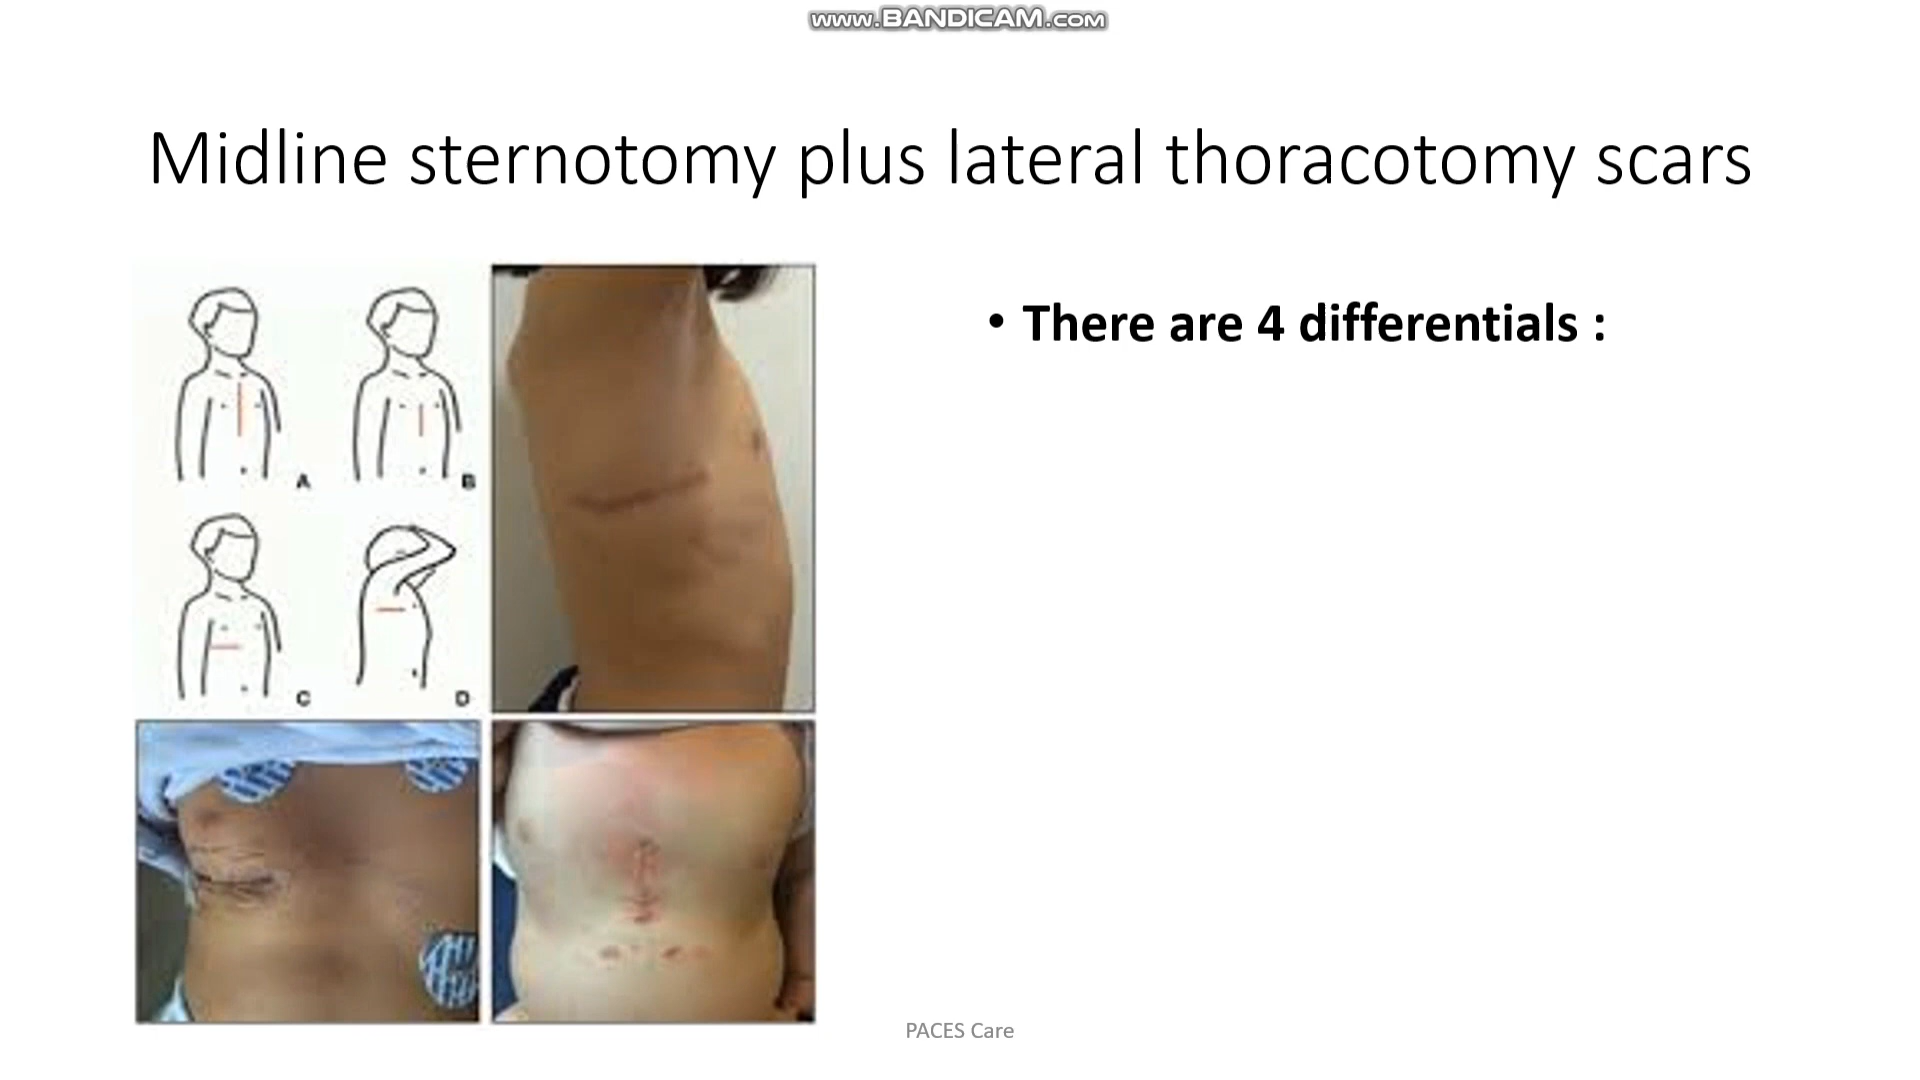 www.BANDICAM.com
Midline sternotomy plus lateral thoracotomy scars
• There are 4 differentials :
A
B
C
D
PACES Care